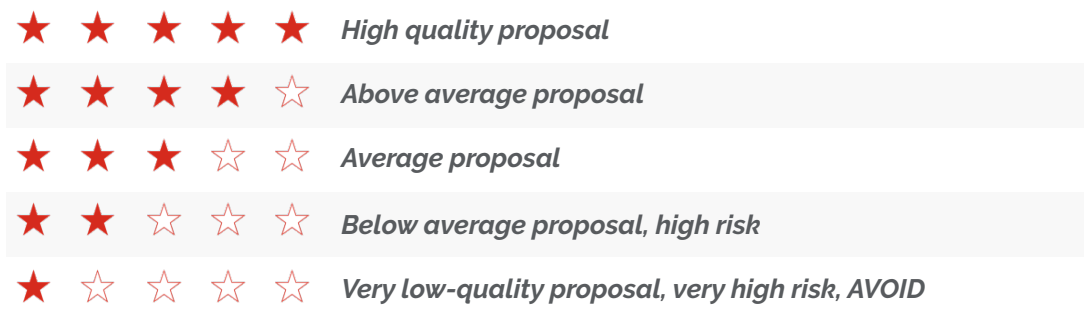 High quality proposal
Above average proposal
Average proposal
Below average proposal, high risk
Very low-quality proposal, very high risk, AVOID